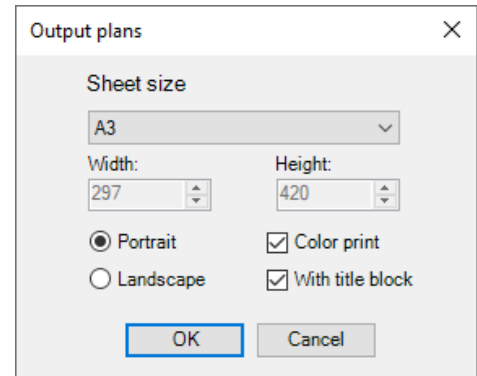 Output plans
Sheet size
A3
Width: Height:
297 420
Portrait Color print
Landscape With title block
OK Cancel